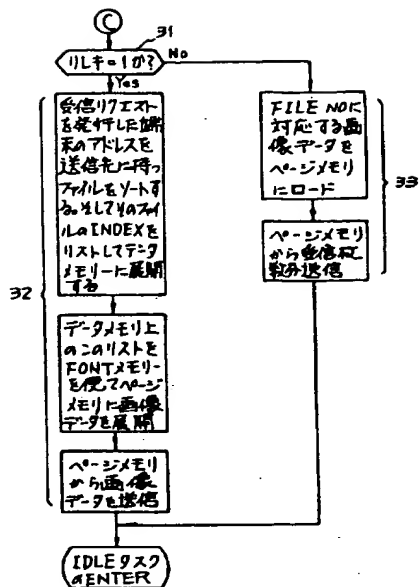 C
31
リレキ=1か?
No
Yes
受信リクエスト
を発行した端
末のアドレスを
送信先に持つ
ファイルをソートす
る。そしてそのファイ
ルのINDEXを
リストしてデータ
メモリーに展開
する
32
データメモリ上
のこのリストを
FONTメモリー
を使てページ
メモリに画像
データを展開
ページメモリ
から画像
データを送信
FILE NOに
対応する画
像データを
ページメモリ
にロード
33
ページメモリ
から受信枚
数分送信
IDLEタスク
のENTER